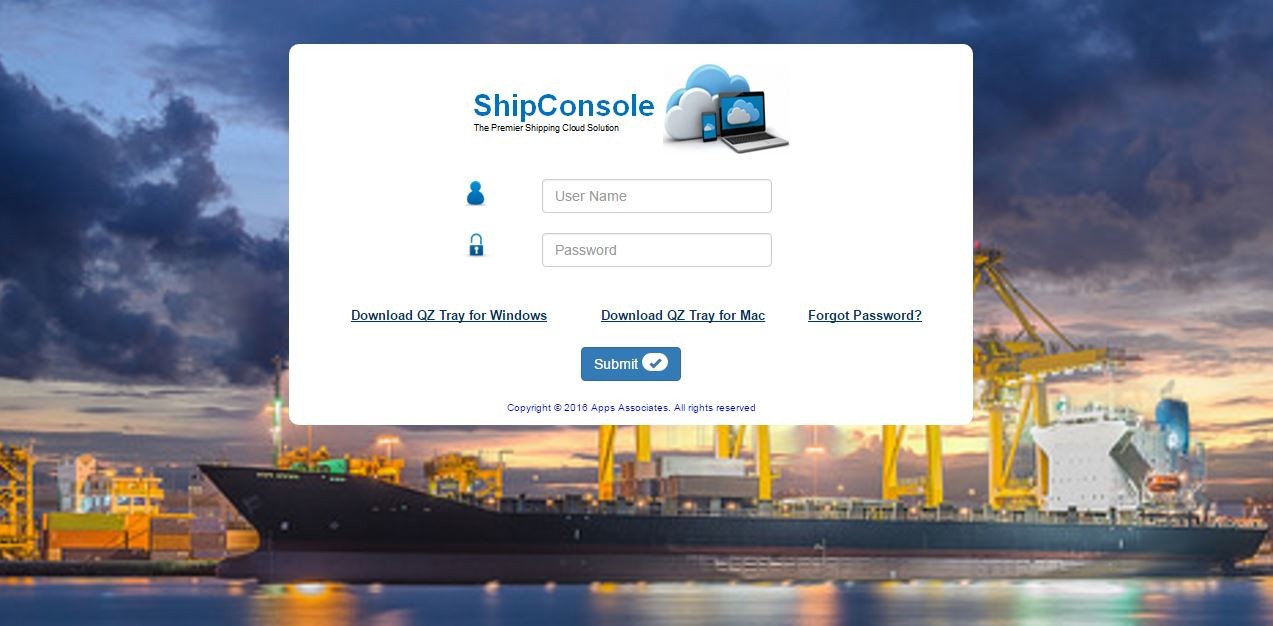 ShipConsole
The Premier Shipping Cloud Solution
User Name
Password
Download QZ Tray for Windows Download QZ Tray for Mac Forgot Password?
Submit
Copyright © 2016 Apps Associates. All rights reserved